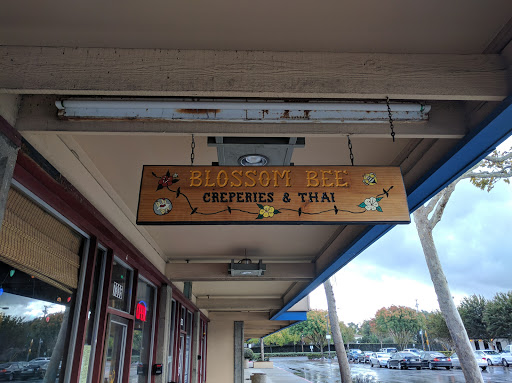 BLOSSOM BEE
CREPERIES & THAI